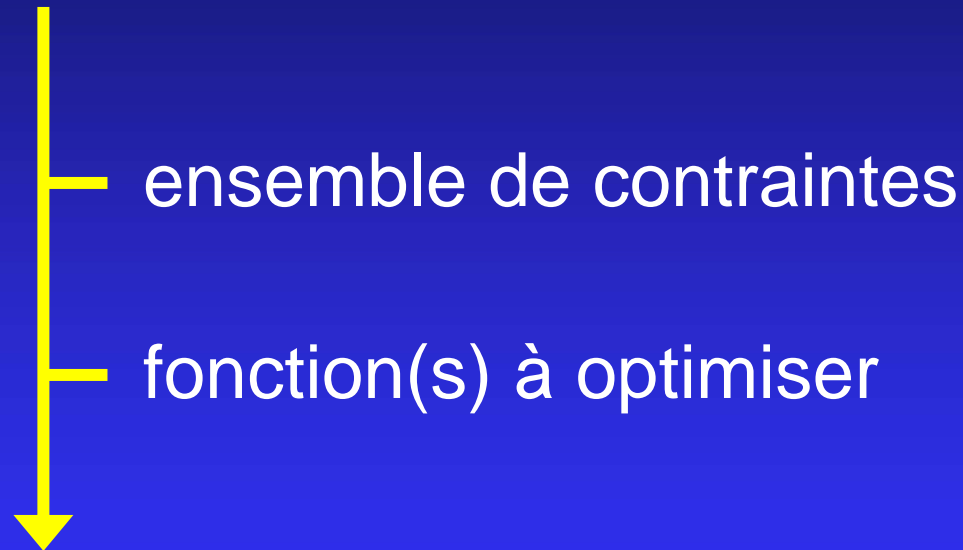 ensemble de contraintes
fonction(s) à optimiser